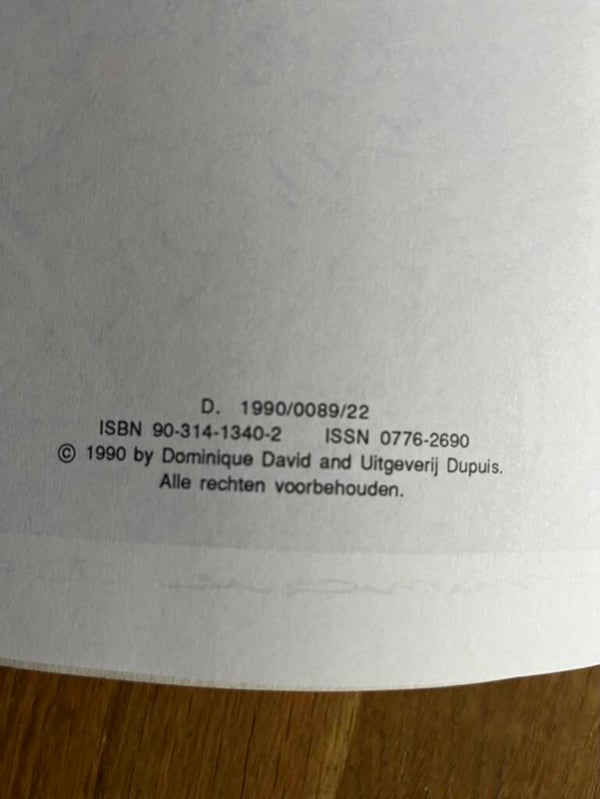 D. 1990/0089/22
ISBN 90-314-1340-2 ISSN 0776-2690
© 1990 by Dominique David and Uitgeverij Dupuis.
Alle rechten voorbehouden.